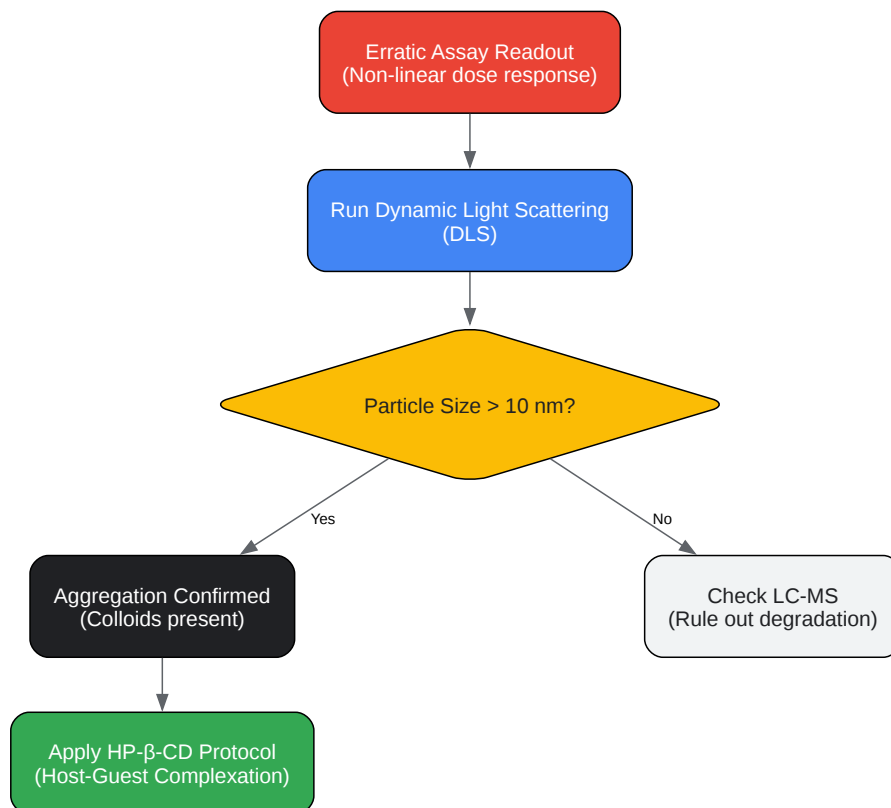 Erratic Assay Readout
(Non-linear dose response)
Run Dynamic Light Scattering
(DLS)
Particle Size > 10 nm?
Yes
No
Aggregation Confirmed
(Colloids present)
Check LC-MS
(Rule out degradation)
Apply HP-β-CD Protocol
(Host-Guest Complexation)